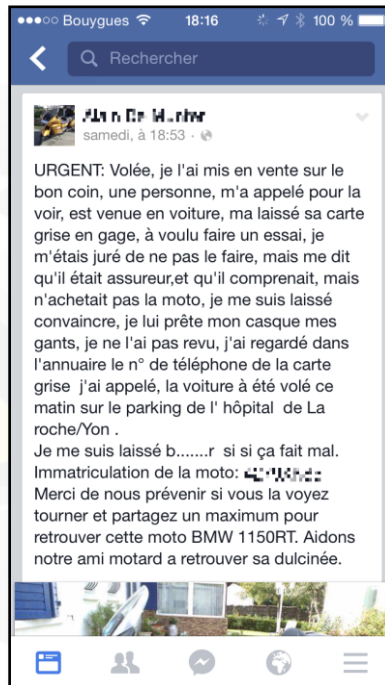 Bouygues 18:16 100 %
Rechercher
samedi, à 18:53
URGENT: Volée, je l'ai mis en vente sur le
bon coin, une personne, m'a appelé pour la
voir, est venue en voiture, ma laissé sa carte
grise en gage, à voulu faire un essai, je
m'étais juré de ne pas le faire, mais me dit
qu'il était assureur,et qu'il comprenait, mais
n'achetait pas la moto, je me suis laissé
convaincre, je lui prête mon casque mes
gants, je ne l'ai pas revu, j'ai regardé dans
l'annuaire le n° de téléphone de la carte
grise j'ai appelé, la voiture à été volé ce
matin sur le parking de l' hôpital de La
roche/Yon .
Je me suis laissé b.......r si si ça fait mal.
Immatriculation de la moto:
Merci de nous prévenir si vous la voyez
tourner et partagez un maximum pour
retrouver cette moto BMW 1150RT. Aidons
notre ami motard a retrouver sa dulcinée.